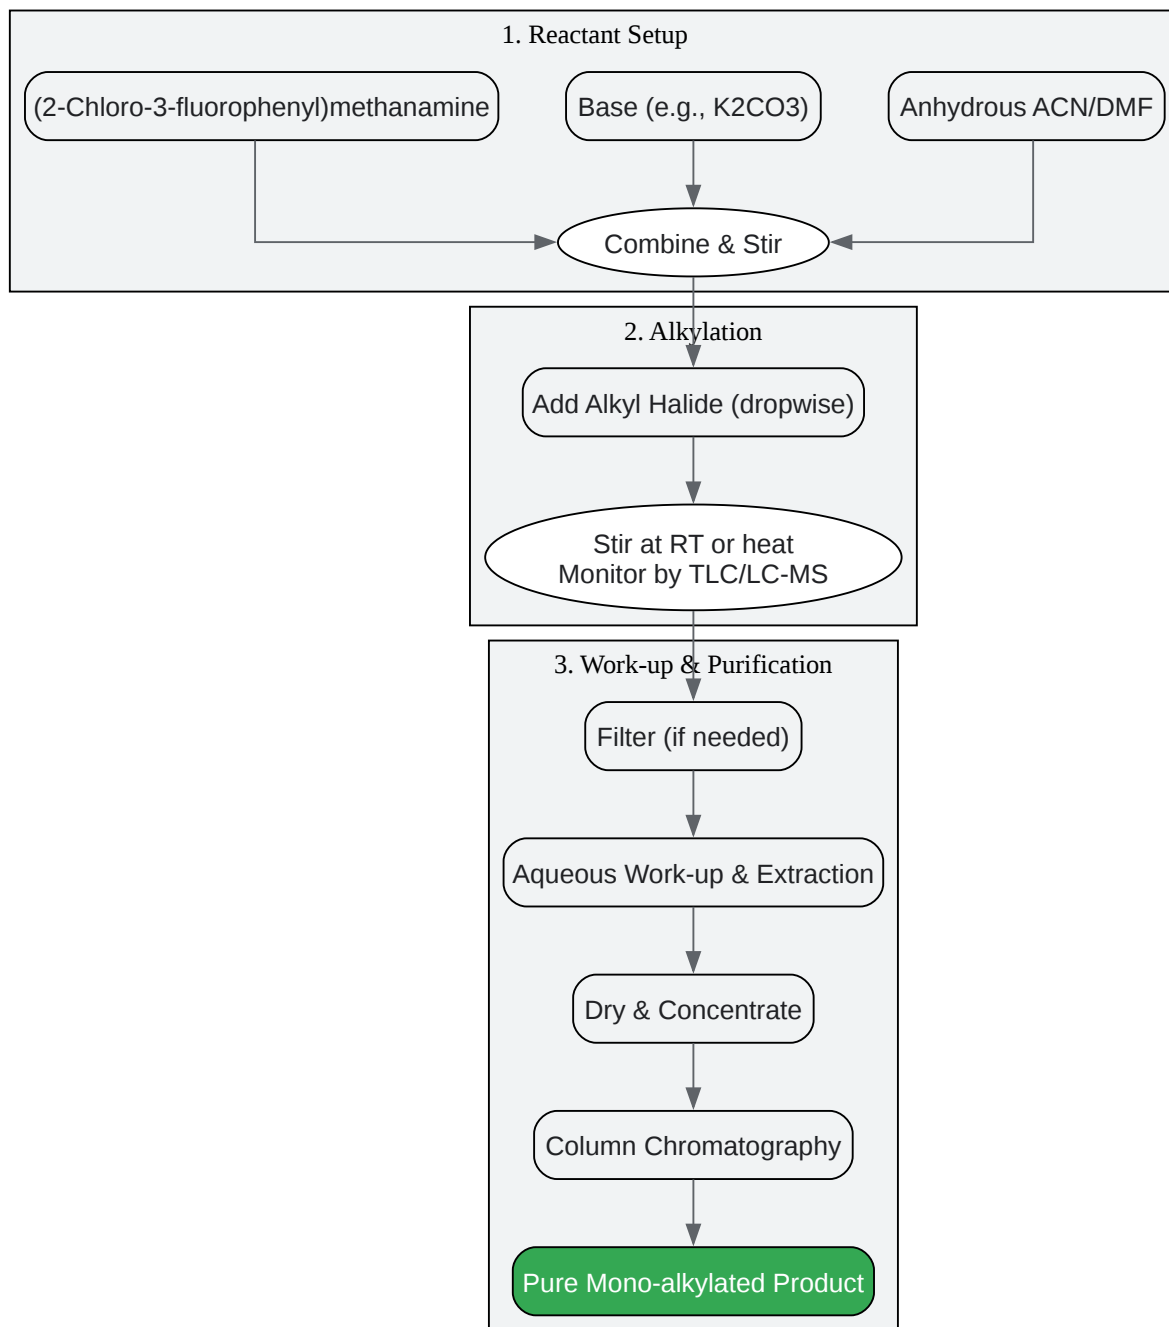 1. Reactant Setup
(2-Chloro-3-fluorophenyl)methanamine
Base (e.g., K2CO3)
Anhydrous ACN/DMF
Combine & Stir
2. Alkylation
Add Alkyl Halide (dropwise)
Stir at RT or heat
Monitor by TLC/LC-MS
3. Work-up & Purification
Filter (if needed)
Aqueous Work-up & Extraction
Dry & Concentrate
Column Chromatography
Pure Mono-alkylated Product